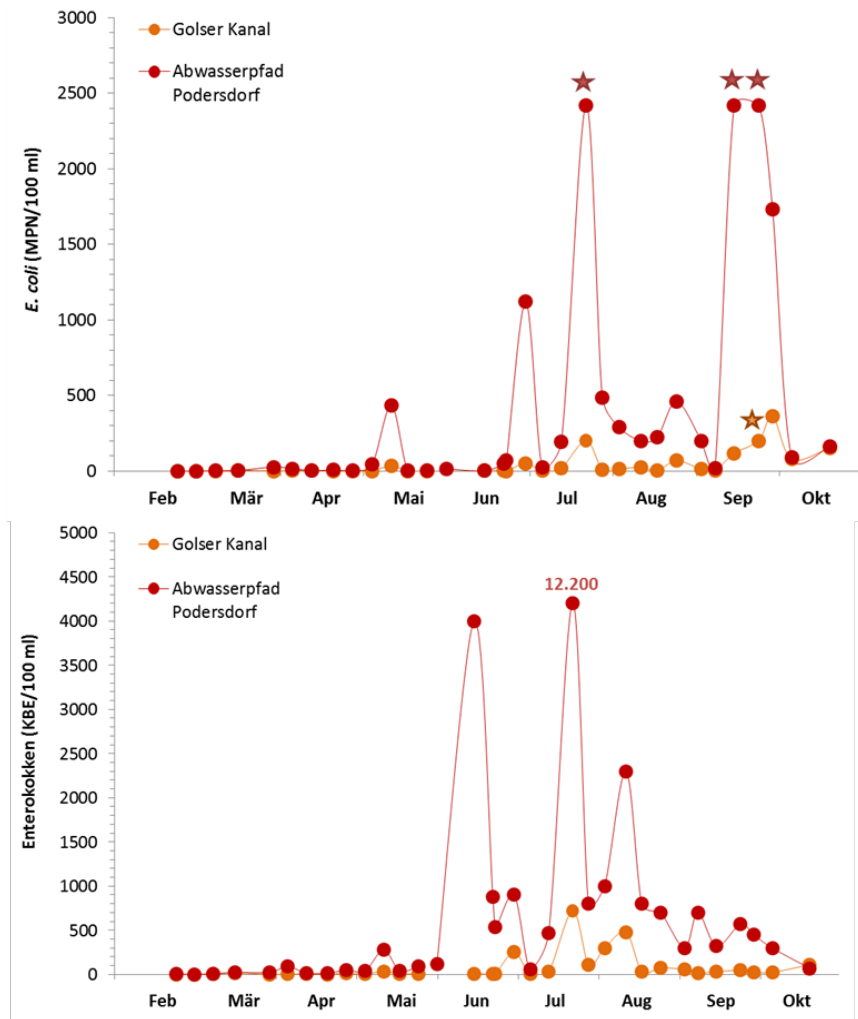 3000
Golser Kanal
Abwasserpfad
Podersdorf
2500
2000
1500
1000
500
0
E. coli (MPN/100 ml)
Feb Mär Apr Mai Jun Jul Aug Sep Okt
5000
Golser Kanal
4500
Abwasserpfad
Podersdorf
12.200
4000
3500
3000
2500
2000
1500
1000
500
0
Enterokokken (KBE/100 ml)
Feb Mär Apr Mai Jun Jul Aug Sep Okt